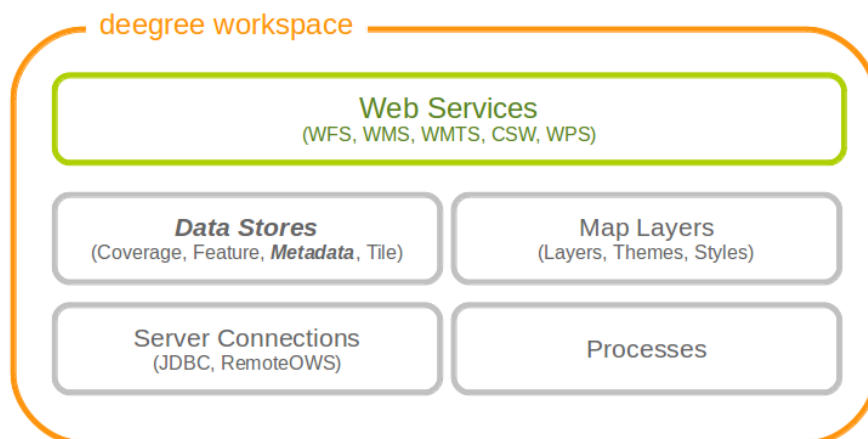 deegree workspace
Web Services
(WFS, WMS, WMTS, CSW, WPS)
Data Stores
(Coverage, Feature, Metadata, Tile)
Map Layers
(Layers, Themes, Styles)
Server Connections
(JDBC, RemoteOWS)
Processes